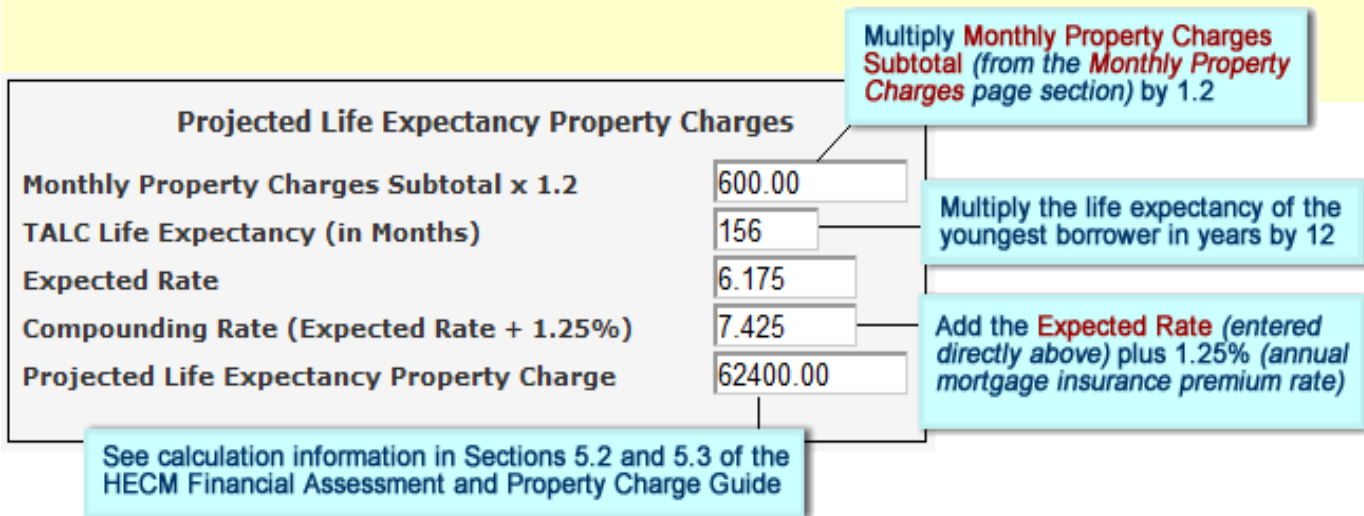 Multiply Monthly Property Charges
Subtotal (from the Monthly Property
Charges page section) by 1.2
Projected Life Expectancy Property Charges
Monthly Property Charges Subtotal x 1.2
600.00
TALC Life Expectancy (in Months)
156
Multiply the life expectancy of the
youngest borrower in years by 12
Expected Rate
6.175
Compounding Rate (Expected Rate + 1.25%)
7.425
Add the Expected Rate (entered
directly above) plus 1.25% (annual
mortgage insurance premium rate)
Projected Life Expectancy Property Charge
62400.00
See calculation information in Sections 5.2 and 5.3 of the
HECM Financial Assessment and Property Charge Guide